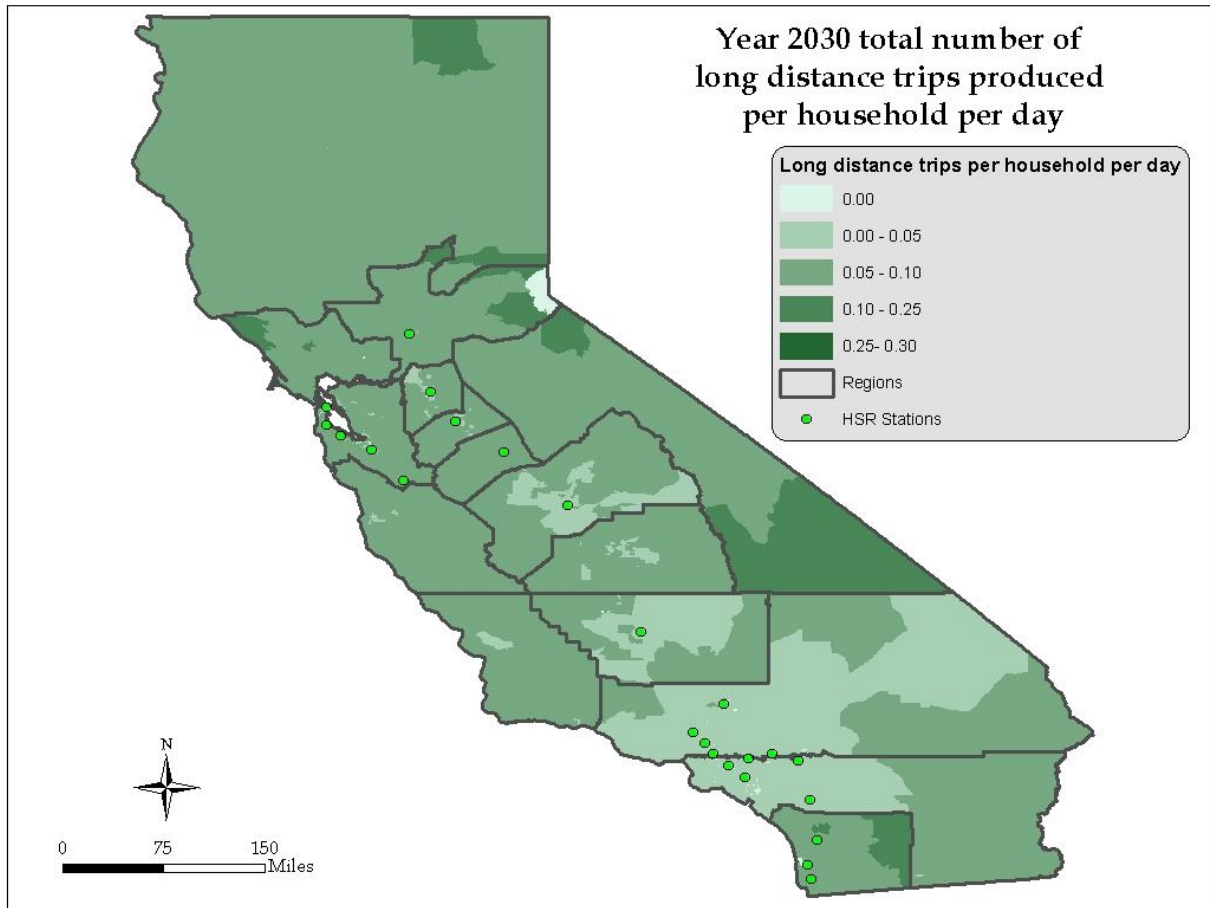 Year 2030 total number of
long distance trips produced
per household per day
Long distance trips per household per day
0.00
0.00 - 0.05
0.05 - 0.10
0.10 - 0.25
0.25- 0.30
Regions
HSR Stations
N
0 75 150
Miles